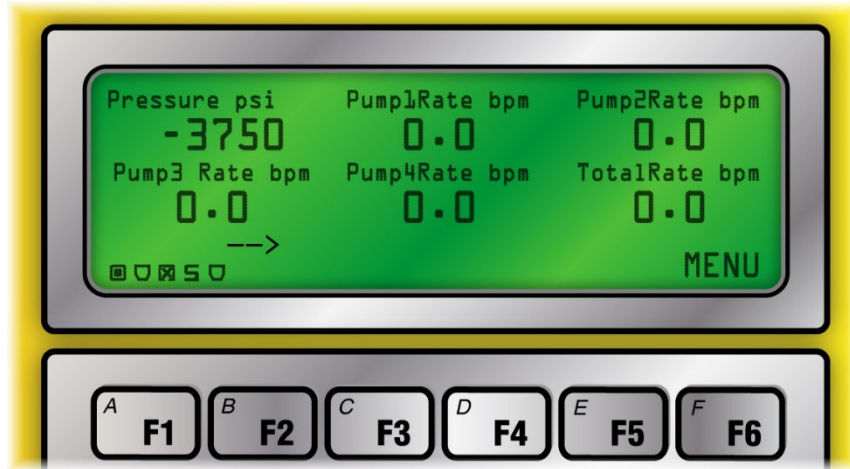 Pressure psi Pump1Rate bpm Pump2Rate bpm
-3750 0.0 0.0
Pump3 Rate bpm Pump4Rate bpm TotalRate bpm
0.0 0.0 0.0
-->
MENU
A F1 B F2 C F3 D F4 E F5 F F6